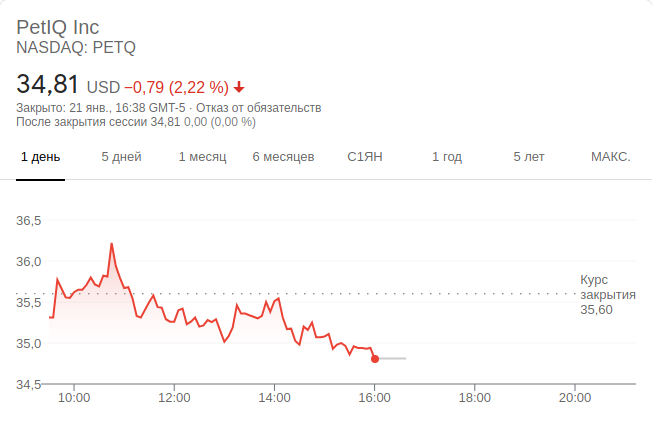 PetIQ Inc
NASDAQ: PETQ
34,81 USD −0,79 (2,22 %)
Закрыто: 21 янв., 16:38 GMT-5 · Отказ от обязательств
После закрытия сессии 34,81 0,00 (0,00 %)
1 день 5 дней 1 месяц 6 месяцев С1ЯН 1 год 5 лет МАКС.
36,5
36,0
Курс
закрытия
35,60
35,5
35,0
34,5
10:00 12:00 14:00 16:00 18:00 20:00